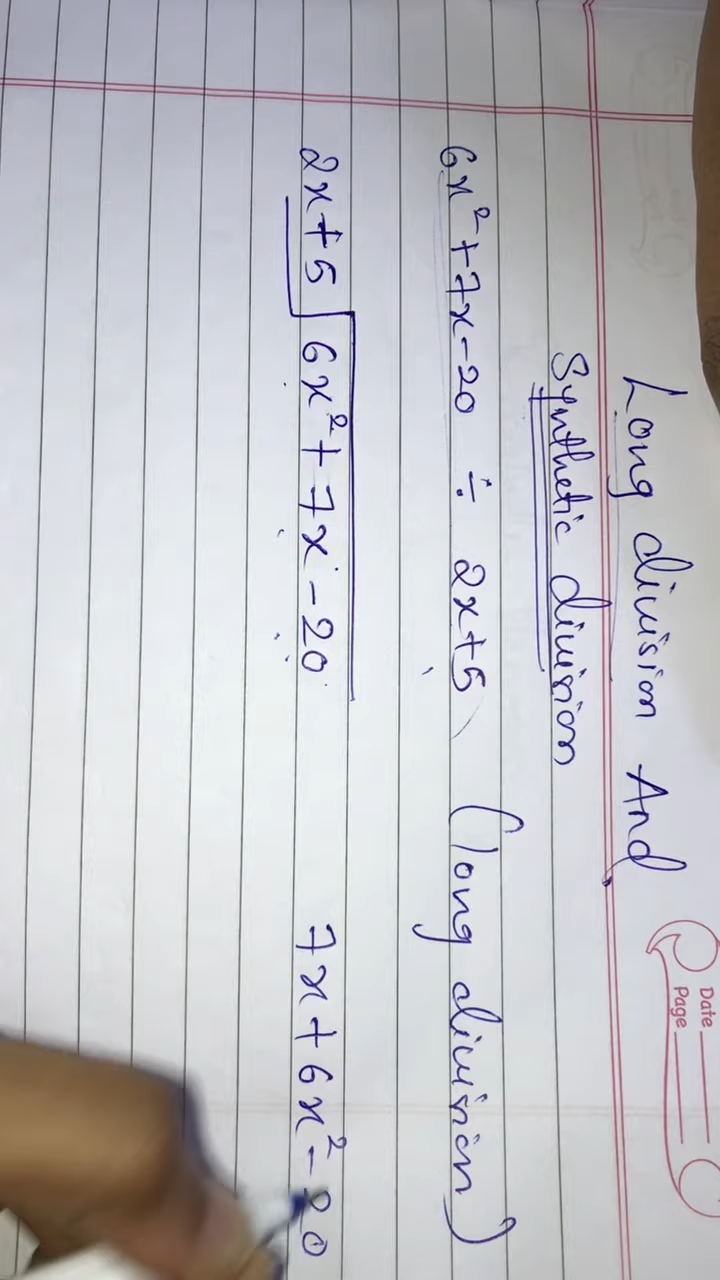 Date
Page
Long division And
Synthetic division
6x² + 7x - 20 ÷ 2x+5 (long division)
2x + 5 6x² + 7x - 20 7x + 6x² - 20